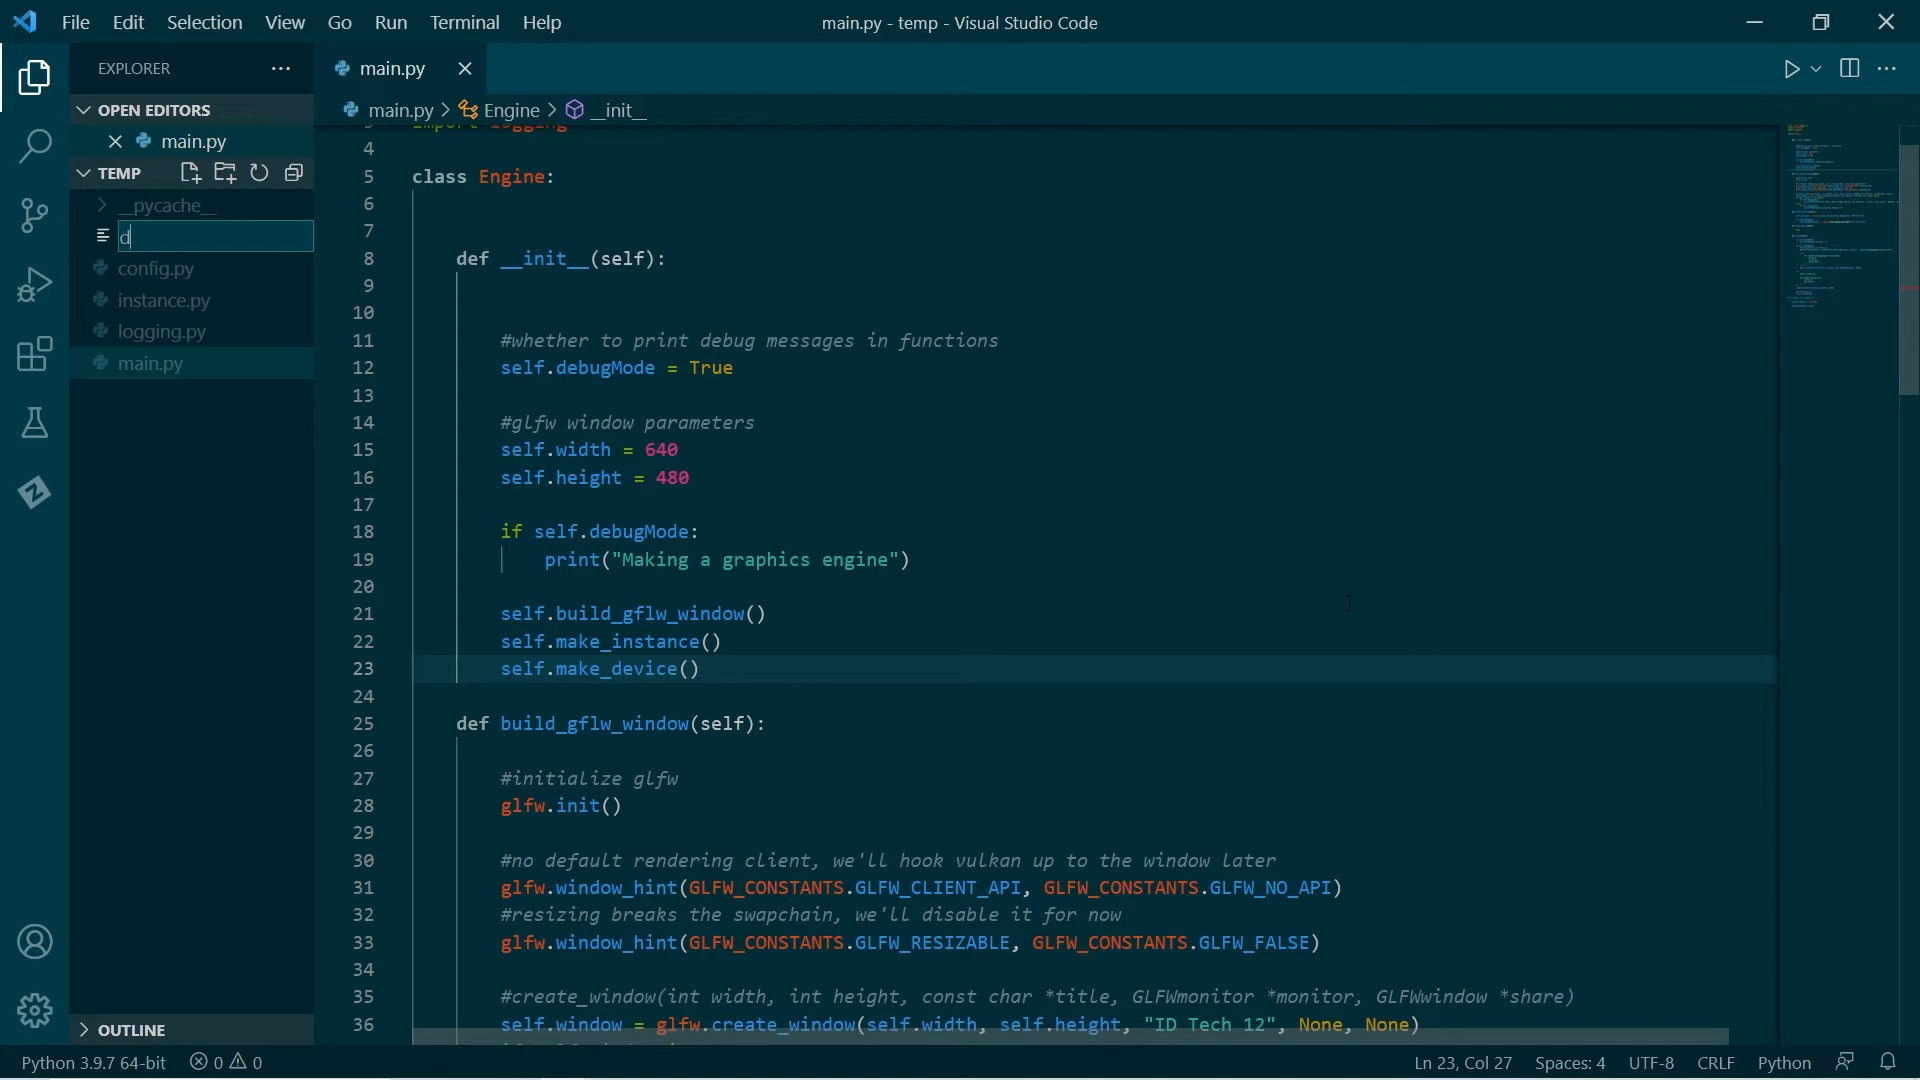 File Edit Selection View Go Run Terminal Help
main.py - temp - Visual Studio Code
EXPLORER
OPEN EDITORS
main.py
TEMP
__pycache__
d
config.py
instance.py
logging.py
main.py
OUTLINE
main.py
main.py > Engine > __init__
import logging
4
5 class Engine:
6
7
8 def __init__(self):
9
10
11 #whether to print debug messages in functions
12 self.debugMode = True
13
14 #glfw window parameters
15 self.width = 640
16 self.height = 480
17
18 if self.debugMode:
19 print("Making a graphics engine")
20
21 self.build_gflw_window()
22 self.make_instance()
23 self.make_device()
24
25 def build_gflw_window(self):
26
27 #initialize glfw
28 glfw.init()
29
30 #no default rendering client, we'll hook vulkan up to the window later
31 glfw.window_hint(GLFW_CONSTANTS.GLFW_CLIENT_API, GLFW_CONSTANTS.GLFW_NO_API)
32 #resizing breaks the swapchain, we'll disable it for now
33 glfw.window_hint(GLFW_CONSTANTS.GLFW_RESIZABLE, GLFW_CONSTANTS.GLFW_FALSE)
34
35 #create_window(int width, int height, const char *title, GLFWmonitor *monitor, GLFWwindow *share)
36 self.window = glfw.create_window(self.width, self.height, "ID Tech 12", None, None)
Python 3.9.7 64-bit 0 0
Ln 23, Col 27 Spaces: 4 UTF-8 CRLF Python